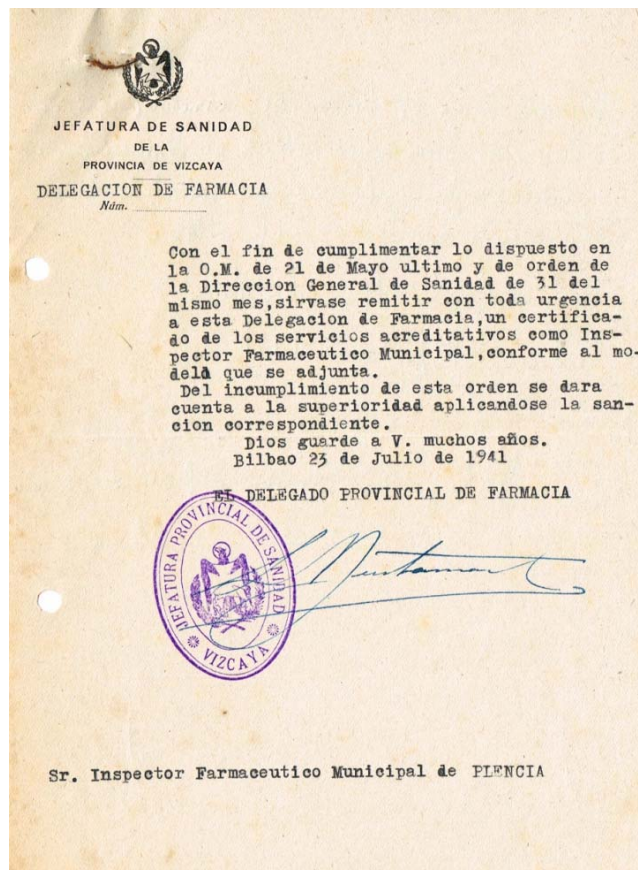 JEFATURA DE SANIDAD
DE LA
PROVINCIA DE VIZCAYA
DELEGACION DE FARMACIA
Núm.
Con el fin de cumplimentar lo dispuesto en
la O.M. de 21 de Mayo ultimo y de orden de
la Direccion General de Sanidad de 31 del
mismo mes,sirvase remitir con toda urgencia
a esta Delegacion de Farmacia,un certifica-
do de los servicios acreditativos como Ins-
pector Farmaceutico Municipal,conforme al mo-
delo que se adjunta.
Del incumplimiento de esta orden se dara
cuenta a la superioridad aplicandose la san-
cion correspondiente.
Dios guarde a V. muchos años.
Bilbao 23 de Julio de 1941
EL DELEGADO PROVINCIAL DE FARMACIA
JEFATURA PROVINCIAL DE SANIDAD
VIZCAYA
Sr. Inspector Farmaceutico Municipal de PLENCIA